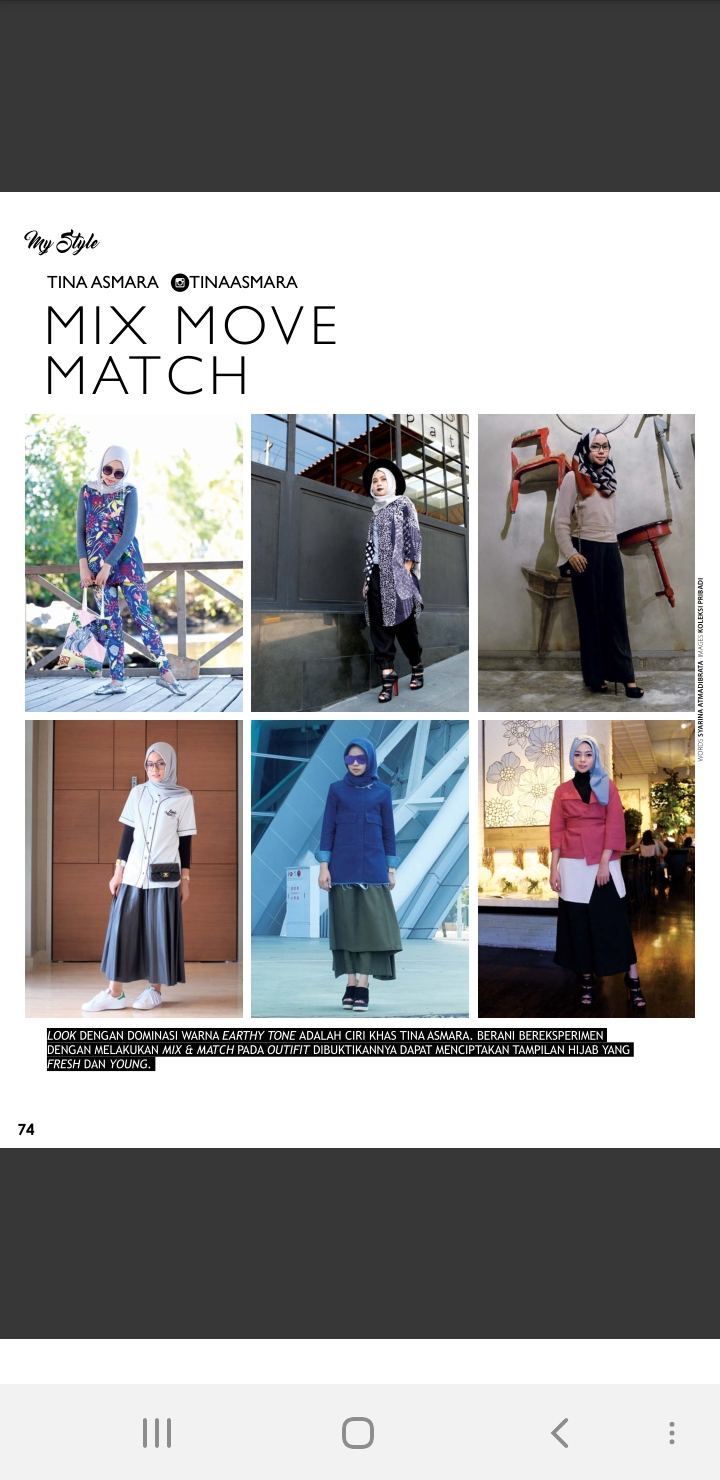 My Style
TINA ASMARA TINAASMARA
MIX MOVE
MATCH
WORDS SYARINA ATMADIBRATA IMAGES KOLEKSI PRIBADI
LOOK DENGAN DOMINASI WARNA EARTHY TONE ADALAH CIRI KHAS TINA ASMARA. BERANI BEREKSPERIMEN
DENGAN MELAKUKAN MIX & MATCH PADA OUTIFIT DIBUKTIKANNYA DAPAT MENCIPTAKAN TAMPILAN HIJAB YANG
FRESH DAN YOUNG.
74